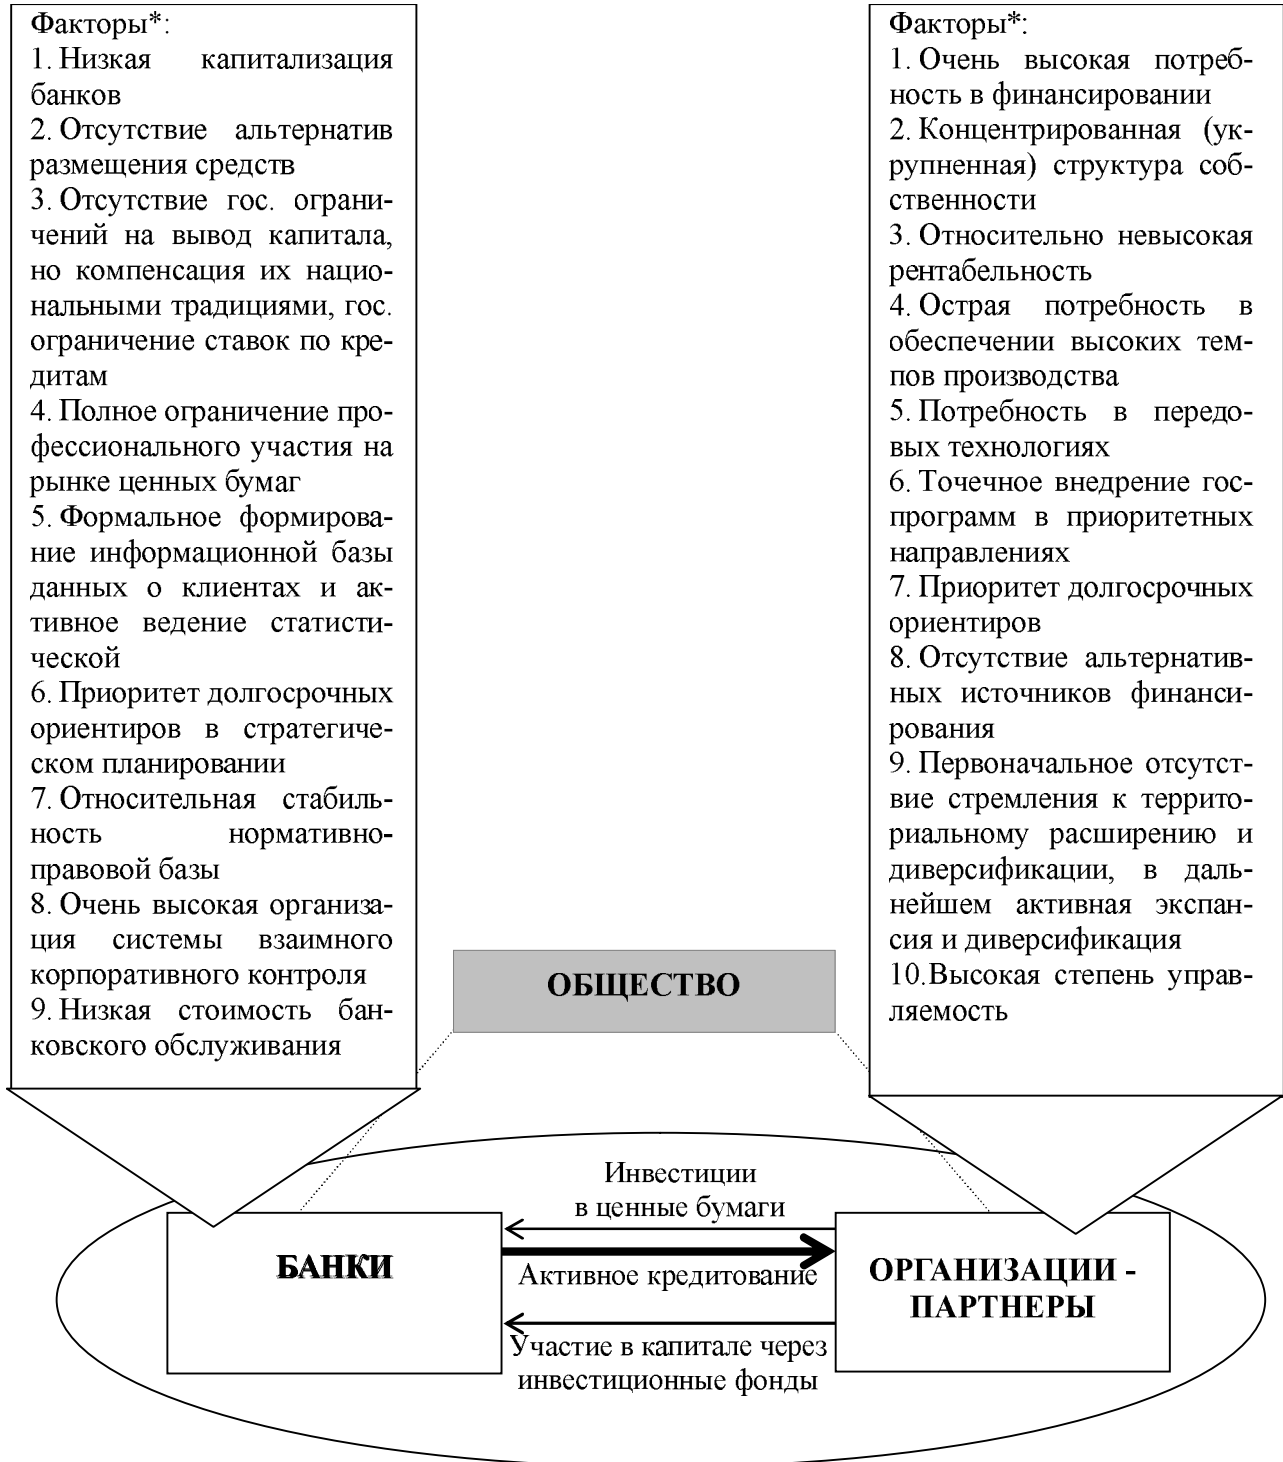 Факторы*:
1. Низкая капитализация
банков
2. Отсутствие альтернатив
размещения средств
3. Отсутствие гос. ограни-
чений на вывод капитала,
но компенсация их нацио-
нальными традициями, гос.
ограничение ставок по кре-
дитам
4. Полное ограничение про-
фессионального участия на
рынке ценных бумаг
5. Формальное формирова-
ние информационной базы
данных о клиентах и ак-
тивное ведение статисти-
ческой
6. Приоритет долгосрочных
ориентиров в стратегиче-
ском планировании
7. Относительная стабиль-
ность нормативно-
правовой базы
8. Очень высокая организа-
ция системы взаимного
корпоративного контроля
9. Низкая стоимость бан-
ковского обслуживания
Факторы*:
1. Очень высокая потреб-
ность в финансировании
2. Концентрированная (ук-
рупненная) структура соб-
ственности
3. Относительно невысокая
рентабельность
4. Острая потребность в
обеспечении высоких тем-
пов производства
5. Потребность в передо-
вых технологиях
6. Точечное внедрение гос-
программ в приоритетных
направлениях
7. Приоритет долгосрочных
ориентиров
8. Отсутствие альтернатив-
ных источников финанси-
рования
9. Первоначальное отсутст-
вие стремления к террито-
риальному расширению и
диверсификации, в даль-
нейшем активная экспан-
сия и диверсификация
10.Высокая степень управ-
ляемость
ОБЩЕСТВО
Инвестиции
в ценные бумаги
БАНКИ
Активное кредитование
ОРГАНИЗАЦИИ -
ПАРТНЕРЫ
Участие в капитале через
инвестиционные фонды